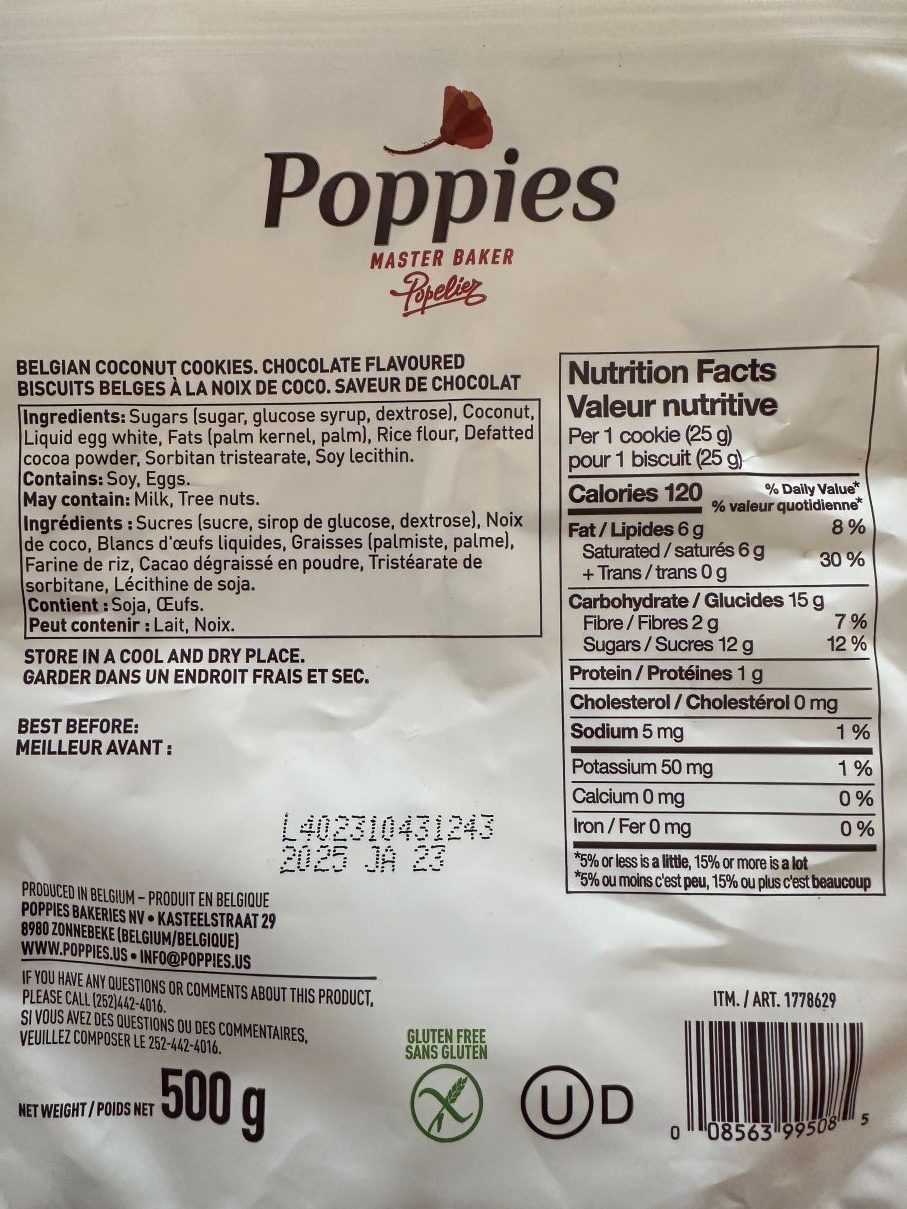 Poppies
MASTER BAKER
Popelier
BELGIAN COCONUT COOKIES. CHOCOLATE FLAVOURED
BISCUITS BELGES À LA NOIX DE COCO. SAVEUR DE CHOCOLAT
Ingredients: Sugars (sugar, glucose syrup, dextrose), Coconut,
Liquid egg white, Fats (palm kernel, palm), Rice flour, Defatted
cocoa powder, Sorbitan tristearate, Soy lecithin.
Contains: Soy, Eggs.
May contain: Milk, Tree nuts.
Ingrédients : Sucres (sucre, sirop de glucose, dextrose), Noix
de coco, Blancs d'œufs liquides, Graisses (palmiste, palme),
Farine de riz, Cacao dégraissé en poudre, Tristéarate de
sorbitane, Lécithine de soja.
Contient : Soja, Œufs.
Peut contenir : Lait, Noix.
STORE IN A COOL AND DRY PLACE.
GARDER DANS UN ENDROIT FRAIS ET SEC.
BEST BEFORE:
MEILLEUR AVANT :
L402310431243
2025 JA 23
PRODUCED IN BELGIUM – PRODUIT EN BELGIQUE
POPPIES BAKERIES NV • KASTEELSTRAAT 29
8980 ZONNEBEKE (BELGIUM/BELGIQUE)
WWW.POPPIES.US • INFO@POPPIES.US
IF YOU HAVE ANY QUESTIONS OR COMMENTS ABOUT THIS PRODUCT,
PLEASE CALL (252)442-4016.
SI VOUS AVEZ DES QUESTIONS OU DES COMMENTAIRES,
VEUILLEZ COMPOSER LE 252-442-4016.
NET WEIGHT / POIDS NET 500 g
Nutrition Facts
Valeur nutritive
Per 1 cookie (25 g)
pour 1 biscuit (25 g)
Calories 120 % Daily Value*
% valeur quotidienne*
Fat / Lipides 6 g 8 %
Saturated / saturés 6 g
+ Trans / trans 0 g 30 %
Carbohydrate / Glucides 15 g
Fibre / Fibres 2 g 7 %
Sugars / Sucres 12 g 12 %
Protein / Protéines 1 g
Cholesterol / Cholestérol 0 mg
Sodium 5 mg 1 %
Potassium 50 mg 1 %
Calcium 0 mg 0 %
Iron / Fer 0 mg 0 %
*5% or less is a little, 15% or more is a lot
*5% ou moins c'est peu, 15% ou plus c'est beaucoup
GLUTEN FREE
SANS GLUTEN
U D
ITM. / ART. 1778629
0 08563 99508 5